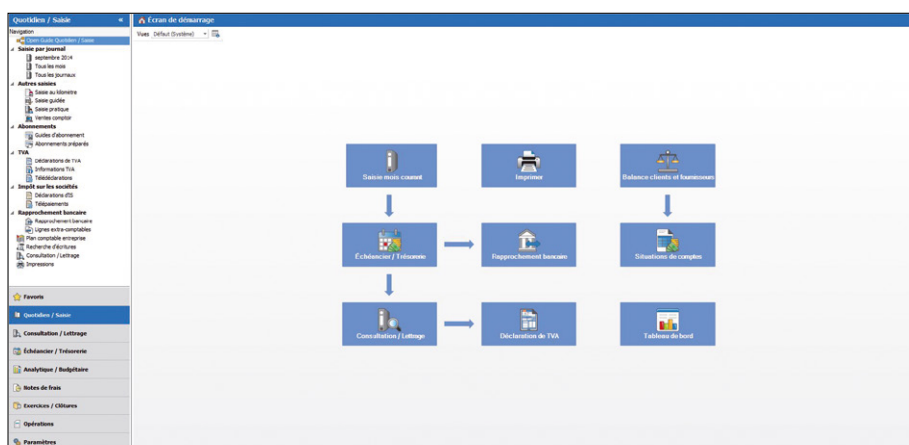 Quotidien / Saisie «
Navigation
Open Guide Quotidien / Saisie
Saisie par journal
septembre 2014
Tous les mois
Tous les journaux
Autres saisies
Saisie au kilomètre
Saisie guidée
Saisie pratique
Ventes comptoir
Abonnements
Guides d'abonnement
Abonnements préparés
TVA
Déclarations de TVA
Informations TVA
Télédéclarations
Impôt sur les sociétés
Déclarations d'IS
Télépaiements
Rapprochement bancaire
Rapprochement bancaire
Lignes extra-comptables
Plan comptable entreprise
Recherche d'écritures
Consultation / Lettrage
Impressions
Favoris
Quotidien / Saisie
Consultation / Lettrage
Échéancier / Trésorerie
Analytique / Budgétaire
Notes de frais
Exercices / Clôtures
Opérations
Paramètres
Écran de démarrage
Vues Défaut (Système)
Saisie mois courant
Imprimer
Balance clients et fournisseurs
Échéancier / Trésorerie
Rapprochement bancaire
Situations de comptes
Consultation / Lettrage
Déclaration de TVA
Tableau de bord